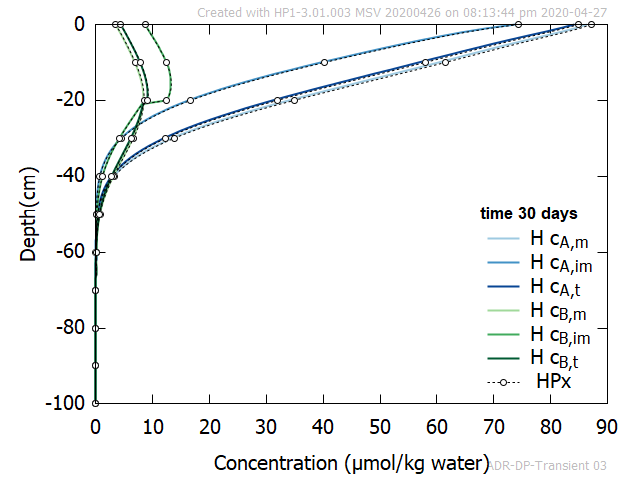 Created with HP1-3.01.003 MSV 20200426 on 08:13:44 pm 2020-04-27
0
-20
-40
-60
-80
-100
Depth(cm)
time 30 days
H cA,m
H cA,im
H cA,t
H cB,m
H cB,im
H cB,t
HPx
0 10 20 30 40 50 60 70 80 90
Concentration (μmol/kg water)
ADR-DP-Transient 03